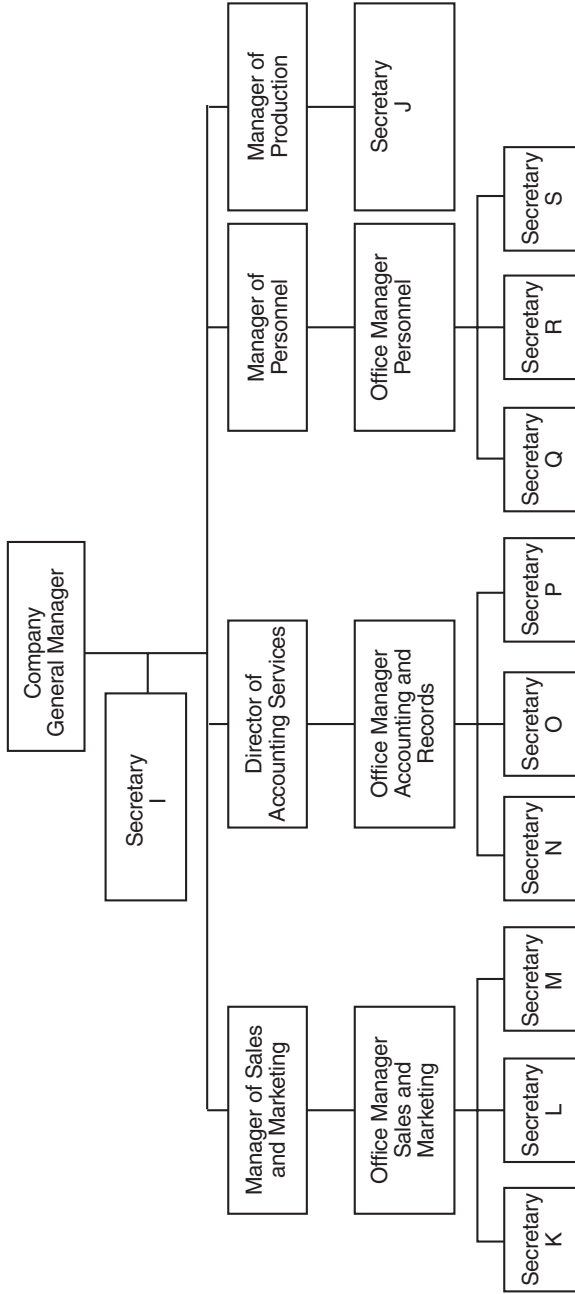 Company
General Manager
Secretary
I
Manager of Sales
and Marketing
Director of
Accounting Services
Manager of
Personnel
Manager of
Production
Office Manager
Sales and
Marketing
Office Manager
Accounting and
Records
Office Manager
Personnel
Secretary
J
Secretary
K
Secretary
L
Secretary
M
Secretary
N
Secretary
O
Secretary
P
Secretary
Q
Secretary
R
Secretary
S